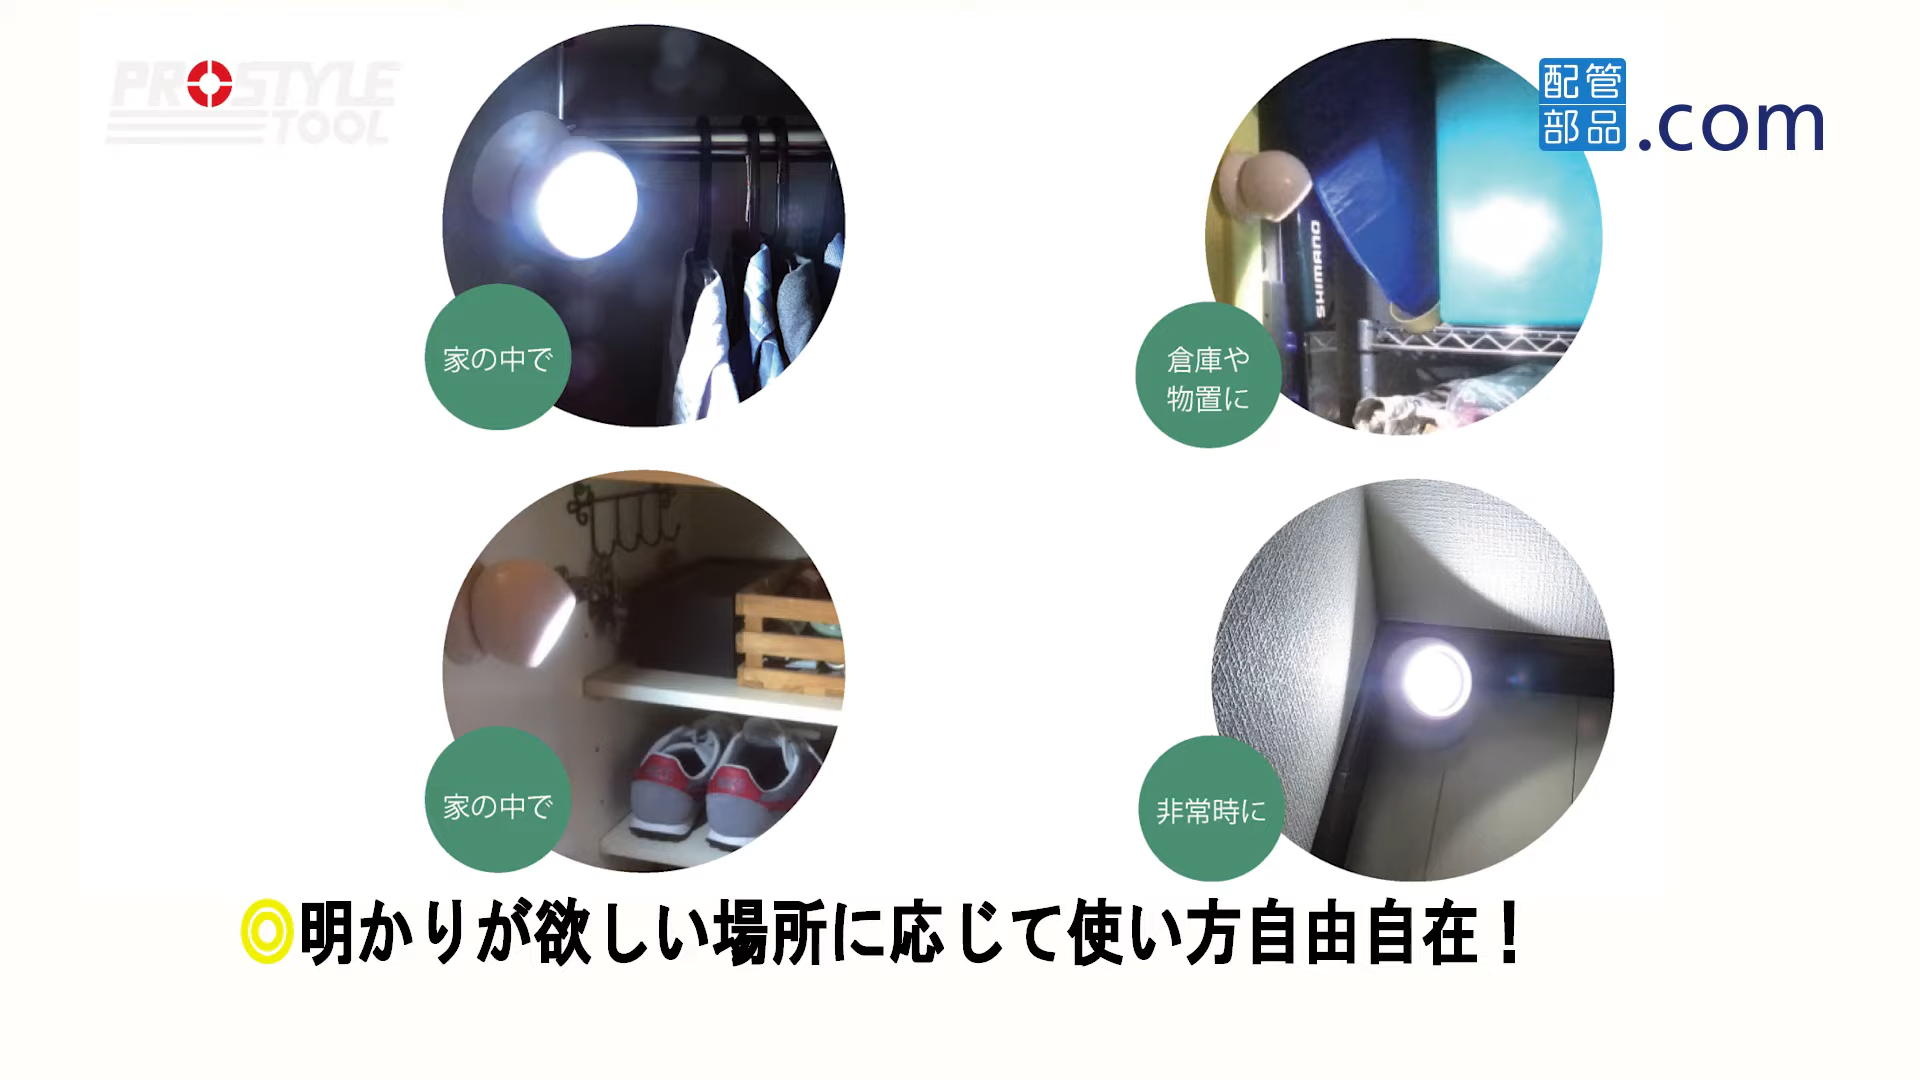 PROSTYLE
TOOL
配管
部品.com
SHIMANO
家の中で
倉庫や
物置に
家の中で
非常時に
◎明かりが欲しい場所に応じて使い方自由自在！